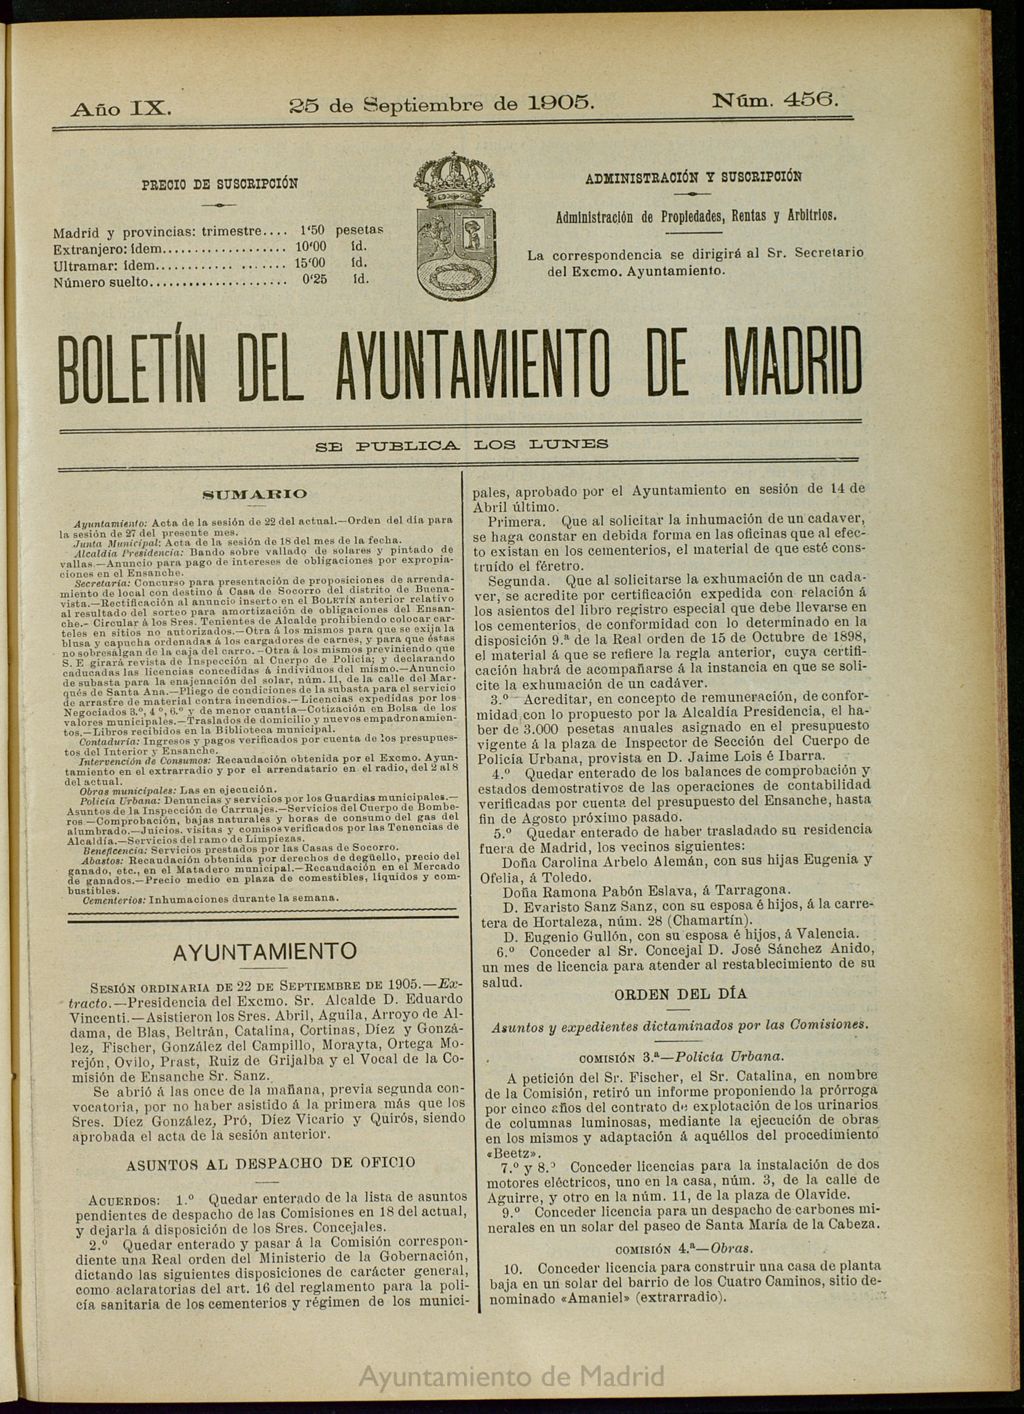 Año IX.
25 de Septiembre de 1905.
Núm. 456.
PRECIO DE SUSCRIPCIÓN
Madrid y provincias: trimestre.... 1'50 pesetas
Extranjero: ídem................... 10'00 íd.
Ultramar: ídem................... 15'00 íd.
Número suelto..................... 0'25 íd.
ADMINISTRACIÓN Y SUSCRIPCIÓN
Administración de Propiedades, Rentas y Arbitrios.
La correspondencia se dirigirá al Sr. Secretario
del Excmo. Ayuntamiento.
BOLETÍN DEL AYUNTAMIENTO DE MADRID
SE PUBLICA LOS LUNES
SUMARIO
Ayuntamiento: Acta de la sesión de 22 del actual.—Orden del día para
la sesión de 27 del presente mes.
Junta Municipal: Acta de la sesión de 18 del mes de la fecha.
Alcaldía Presidencia: Bando sobre vallado de solares y pintado de
vallas.—Anuncio para pago de intereses de obligaciones por expropia-
ciones en el Ensanche.
Secretaría: Concurso para presentación de proposiciones de arrenda-
miento de local con destino á Casa de Socorro del distrito de Buena-
vista.—Rectificación al anuncio inserto en el BOLETÍN anterior relativo
al resultado del sorteo para amortización de obligaciones del Ensan-
che.—Circular á los Sres. Tenientes de Alcalde prohibiendo colocar car-
teles en sitios no autorizados.—Otra á los mismos para que se exija la
blusa y capucha ordenadas á los cargadores de carnes, y para que éstas
no sobresalgan de la caja del carro.—Otra á los mismos previniendo que
S. E girará revista de Inspección al Cuerpo de Policía; y declarando
caducadas las licencias concedidas á individuos del mismo.—Anuncio
de subasta para la enajenación del solar, núm. 11, de la calle del Mar-
qués de Santa Ana.—Pliego de condiciones de la subasta para el servicio
de arrastre de material contra incendios.—Licencias expedidas por los
Negociados 3.º, 4.º, 6.º y de menor cuantía—Cotización en Bolsa de los
valores municipales.—Traslados de domicilio y nuevos empadronamien-
tos.—Libros recibidos en la Biblioteca municipal.
Contaduría: Ingresos y pagos verificados por cuenta de los presupues-
tos del Interior y Ensanche.
Intervención de Consumos: Recaudación obtenida por el Excmo. Ayun-
tamiento en el extrarradio y por el arrendatario en el radio, del 2 al 8
del actual.
Obras municipales: Las en ejecución.
Policía Urbana: Denuncias y servicios por los Guardias municipales.—
Asuntos de la Inspección de Carruajes.—Servicios del Cuerpo de Bombe-
ros—Comprobación, bajas naturales y horas de consumo del gas del
alumbrado.—Juicios, visitas y comisos verificados por las Tenencias de
Alcaldía.—Servicios del ramo de Limpiezas.
Beneficencia: Servicios prestados por las Casas de Socorro.
Abastos: Recaudación obtenida por derechos de degüello, precio del
ganado, etc., en el Matadero municipal.—Recaudación en el Mercado
de ganados.—Precio medio en plaza de comestibles, líquidos y com-
bustibles.
Cementerios: Inhumaciones durante la semana.
AYUNTAMIENTO
SESIÓN ORDINARIA DE 22 DE SEPTIEMBRE DE 1905.—Ex-
tracto.—Presidencia del Excmo. Sr. Alcalde D. Eduardo
Vincenti.—Asistieron los Sres. Abril, Aguila, Arroyo de Al-
dama, de Blas, Beltrán, Catalina, Cortinas, Díez y Gonzá-
lez, Fischer, González del Campillo, Morayta, Ortega Mo-
rejón, Ovilo, Prast, Ruiz de Grijalba y el Vocal de la Co-
misión de Ensanche Sr. Sanz.
Se abrió á las once de la mañana, previa segunda con-
vocatoria, por no haber asistido á la primera más que los
Sres. Díez González, Pró, Díez Vicario y Quirós, siendo
aprobada el acta de la sesión anterior.
ASUNTOS AL DESPACHO DE OFICIO
ACUERDOS: 1.º Quedar enterado de la lista de asuntos
pendientes de despacho de las Comisiones en 18 del actual,
y dejarla á disposición de los Sres. Concejales.
2.º Quedar enterado y pasar á la Comisión correspon-
diente una Real orden del Ministerio de la Gobernación,
dictando las siguientes disposiciones de carácter general,
como aclaratorias del art. 16 del reglamento para la poli-
cía sanitaria de los cementerios y régimen de los munici-
pales, aprobado por el Ayuntamiento en sesión de 14 de
Abril último.
Primera. Que al solicitar la inhumación de un cadaver,
se haga constar en debida forma en las oficinas que al efec-
to existan en los cementerios, el material de que esté cons-
truído el féretro.
Segunda. Que al solicitarse la exhumación de un cada-
ver, se acredite por certificación expedida con relación á
los asientos del libro registro especial que debe llevarse en
los cementerios, de conformidad con lo determinado en la
disposición 9.ª de la Real orden de 15 de Octubre de 1898,
el material á que se refiere la regla anterior, cuya certifi-
cación habrá de acompañarse á la instancia en que se soli-
cite la exhumación de un cadáver.
3.º Acreditar, en concepto de remuneración, de confor-
midad con lo propuesto por la Alcaldía Presidencia, el ha-
ber de 3.000 pesetas anuales asignado en el presupuesto
vigente á la plaza de Inspector de Sección del Cuerpo de
Policía Urbana, provista en D. Jaime Lois é Ibarra.
4.º Quedar enterado de los balances de comprobación y
estados demostrativos de las operaciones de contabilidad
verificadas por cuenta del presupuesto del Ensanche, hasta
fin de Agosto próximo pasado.
5.º Quedar enterado de haber trasladado su residencia
fuera de Madrid, los vecinos siguientes:
Doña Carolina Arbelo Alemán, con sus hijas Eugenia y
Ofelia, á Toledo.
Doña Ramona Pabón Eslava, á Tarragona.
D. Evaristo Sanz Sanz, con su esposa é hijos, á la carre-
tera de Hortaleza, núm. 28 (Chamartín).
D. Eugenio Gullón, con su esposa é hijos, á Valencia.
6.º Conceder al Sr. Concejal D. José Sánchez Anido,
un mes de licencia para atender al restablecimiento de su
salud.
ORDEN DEL DÍA
Asuntos y expedientes dictaminados por las Comisiones.
COMISIÓN 3.ª—Policía Urbana.
A petición del Sr. Fischer, el Sr. Catalina, en nombre
de la Comisión, retiró un informe proponiendo la prórroga
por cinco años del contrato de explotación de los urinarios
de columnas luminosas, mediante la ejecución de obras
en los mismos y adaptación á aquéllos del procedimiento
«Beetz».
7.º y 8.º Conceder licencias para la instalación de dos
motores eléctricos, uno en la casa, núm. 3, de la calle de
Aguirre, y otro en la núm. 11, de la plaza de Olavide.
9.º Conceder licencia para un despacho de carbones mi-
nerales en un solar del paseo de Santa María de la Cabeza.
COMISIÓN 4.ª—Obras.
10. Conceder licencia para construir una casa de planta
baja en un solar del barrio de los Cuatro Caminos, sitio de-
nominado «Amaniel» (extrarradio).
Ayuntamiento de Madrid